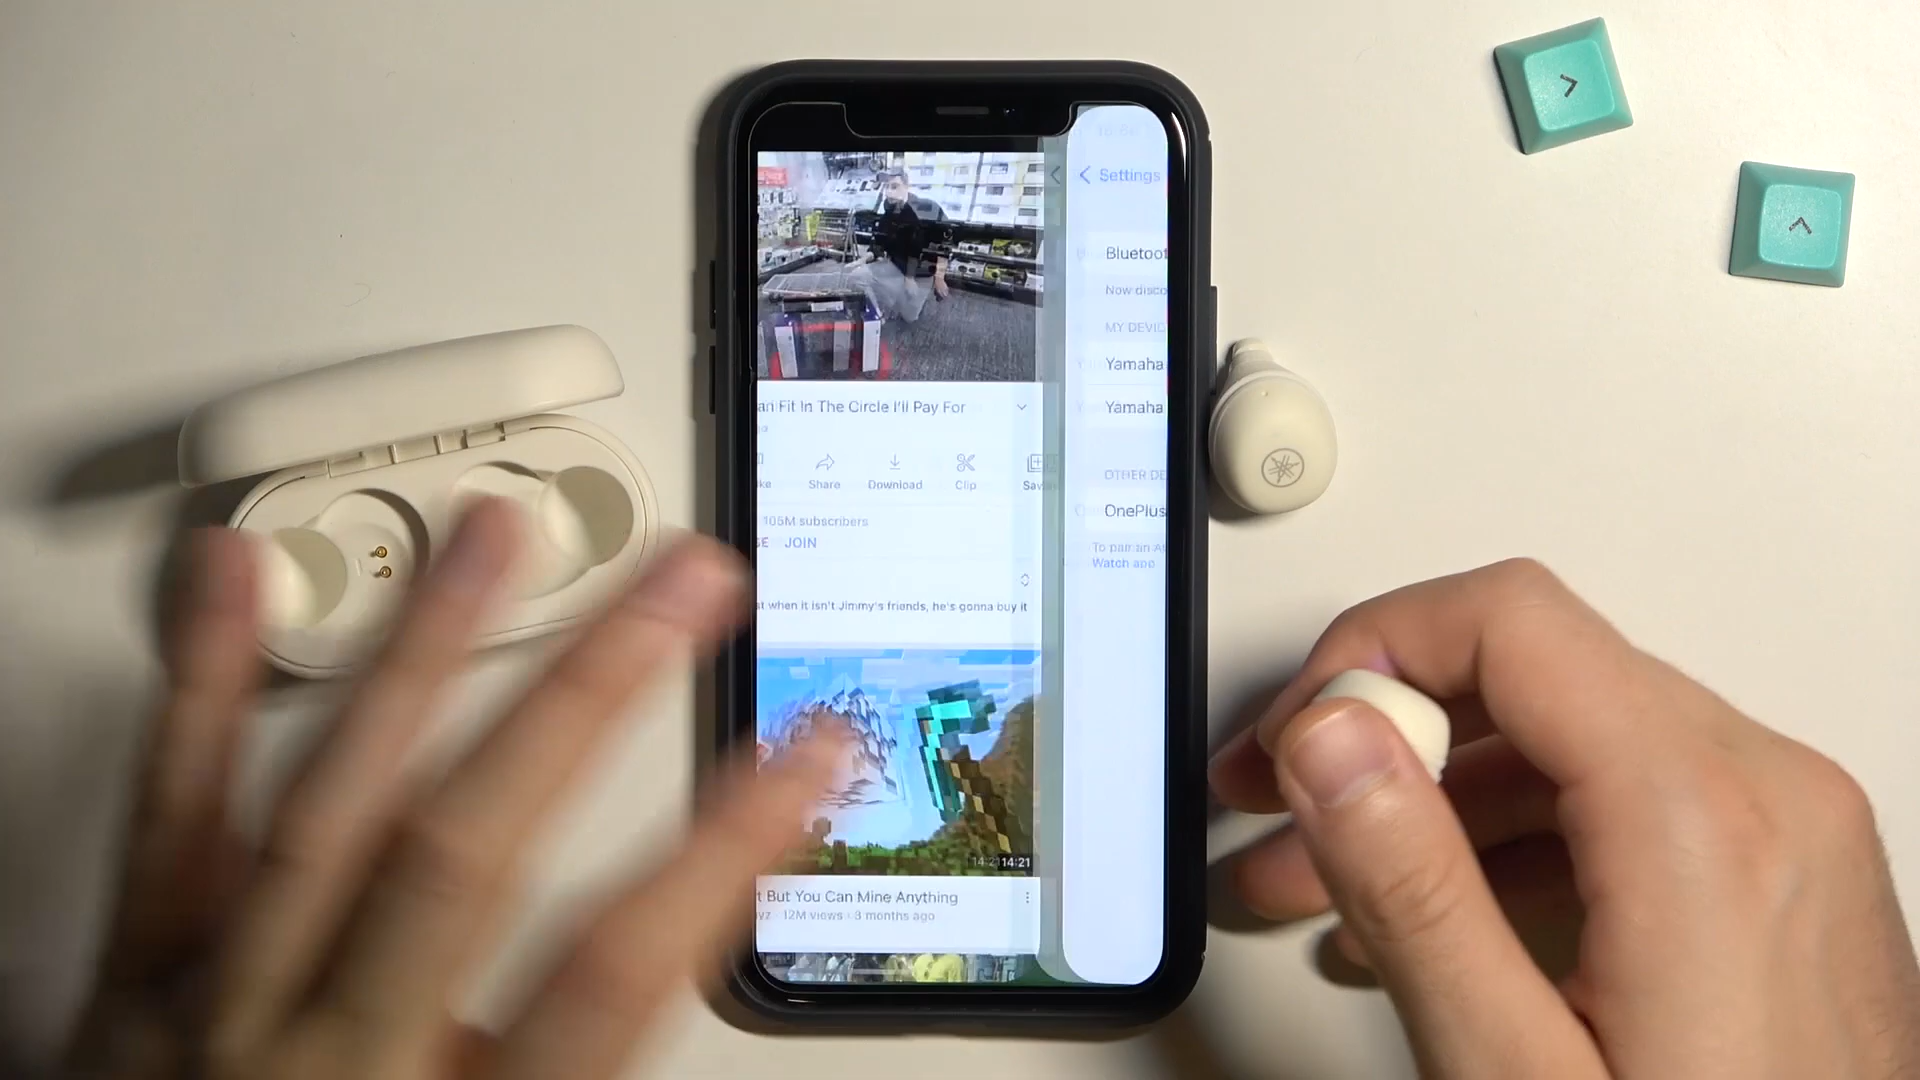 an Fit In The Circle I'll Pay For
Share
Download
Clip
105M subscribers
JOIN
st when it isn't Jimmy's friends, he's gonna buy it
14:21
t But You Can Mine Anything
12M views · 3 months ago
Settings
Bluetoot
Now disco
MY DEVIC
Yamaha
Yamaha
OTHER DE
OnePlus
To pair an A
Watch app